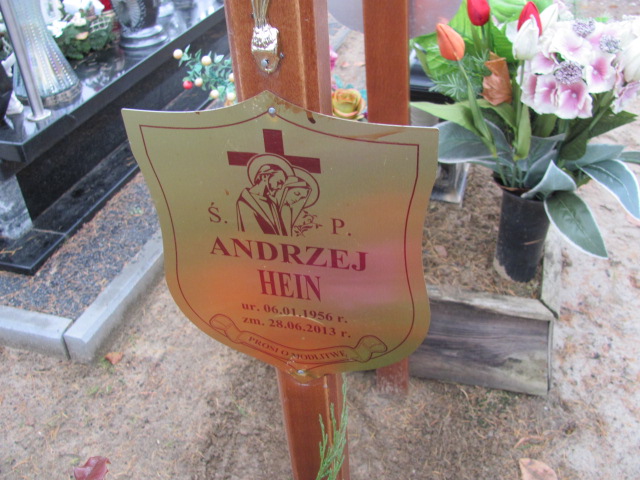 Ś. P.
ANDRZEJ
HEIN
ur. 06.01.1956 r.
zm. 28.06.2013 r.
PROSI O MODLITWĘ